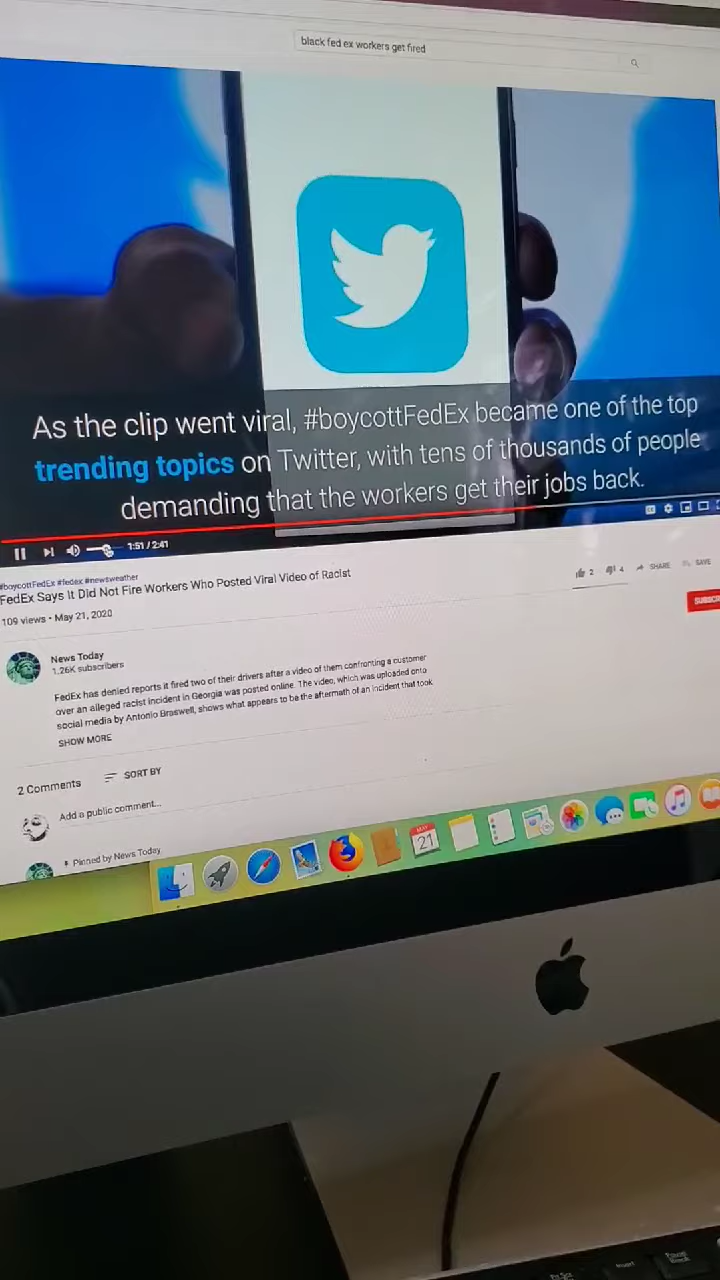 black fed ex workers get fired
As the clip went viral, #boycottFedEx became one of the top
trending topics on Twitter, with tens of thousands of people
demanding that the workers get their jobs back.
1:51 / 2:41
#boycottFedEx #fedex #newsweather
FedEx Says It Did Not Fire Workers Who Posted Viral Video of Racist
109 views • May 21, 2020
2
4
SHARE
SAVE
News Today
1.26K subscribers
FedEx has denied reports it fired two of their drivers after a video of them confronting a customer
over an alleged racist incident in Georgia was posted online. The video, which was uploaded onto
social media by Antonio Braswell, shows what appears to be the aftermath of an incident that took
SHOW MORE
2 Comments
SORT BY
Add a public comment...
Pinned by News Today
MAY
21
Insert